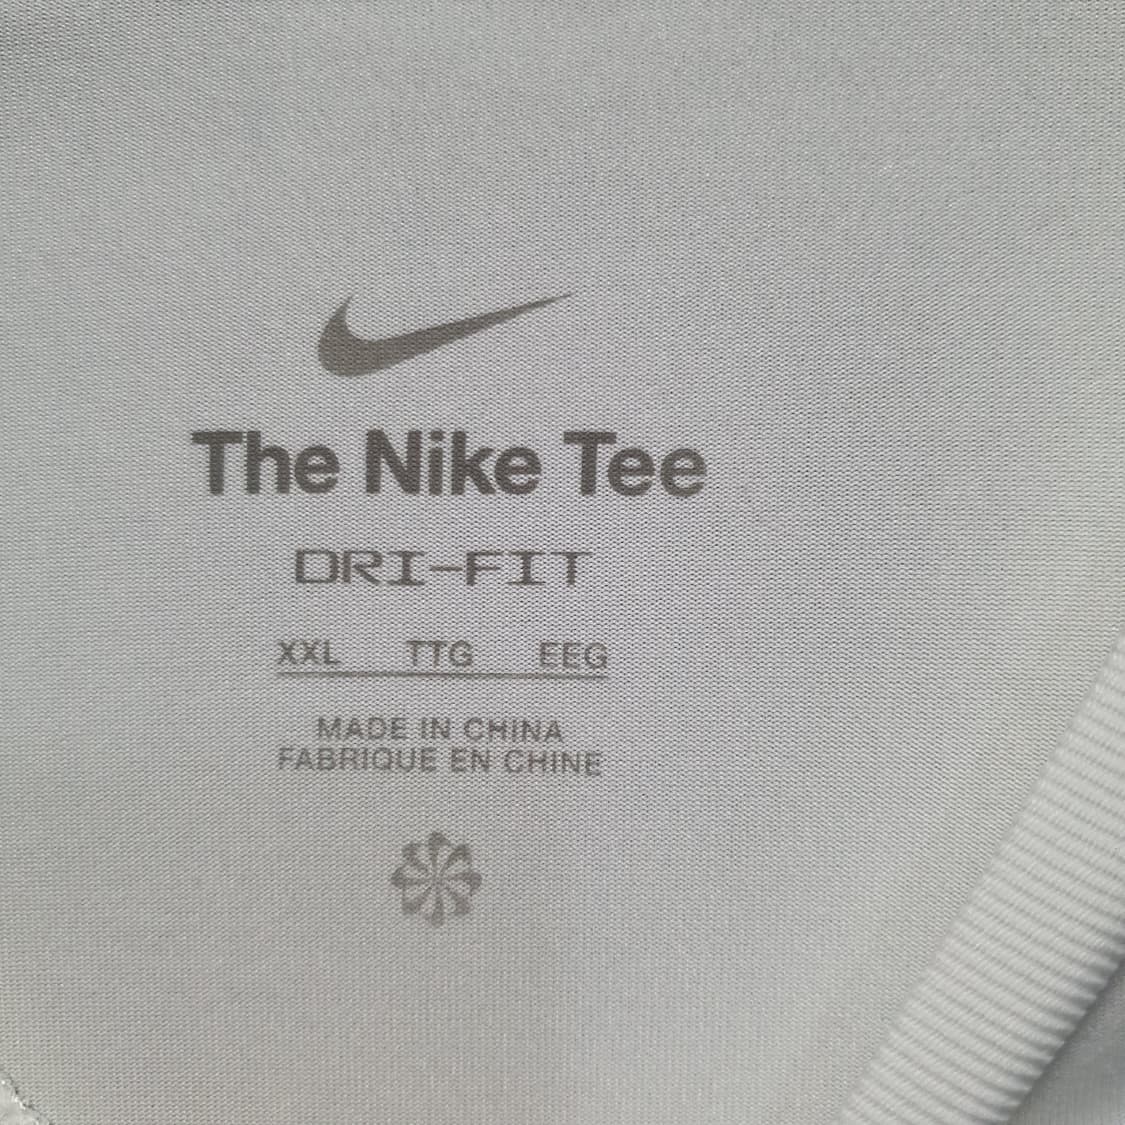 The Nike Tee
DRI-FIT
XXL TTG EEG
MADE IN CHINA
FABRIQUE EN CHINE